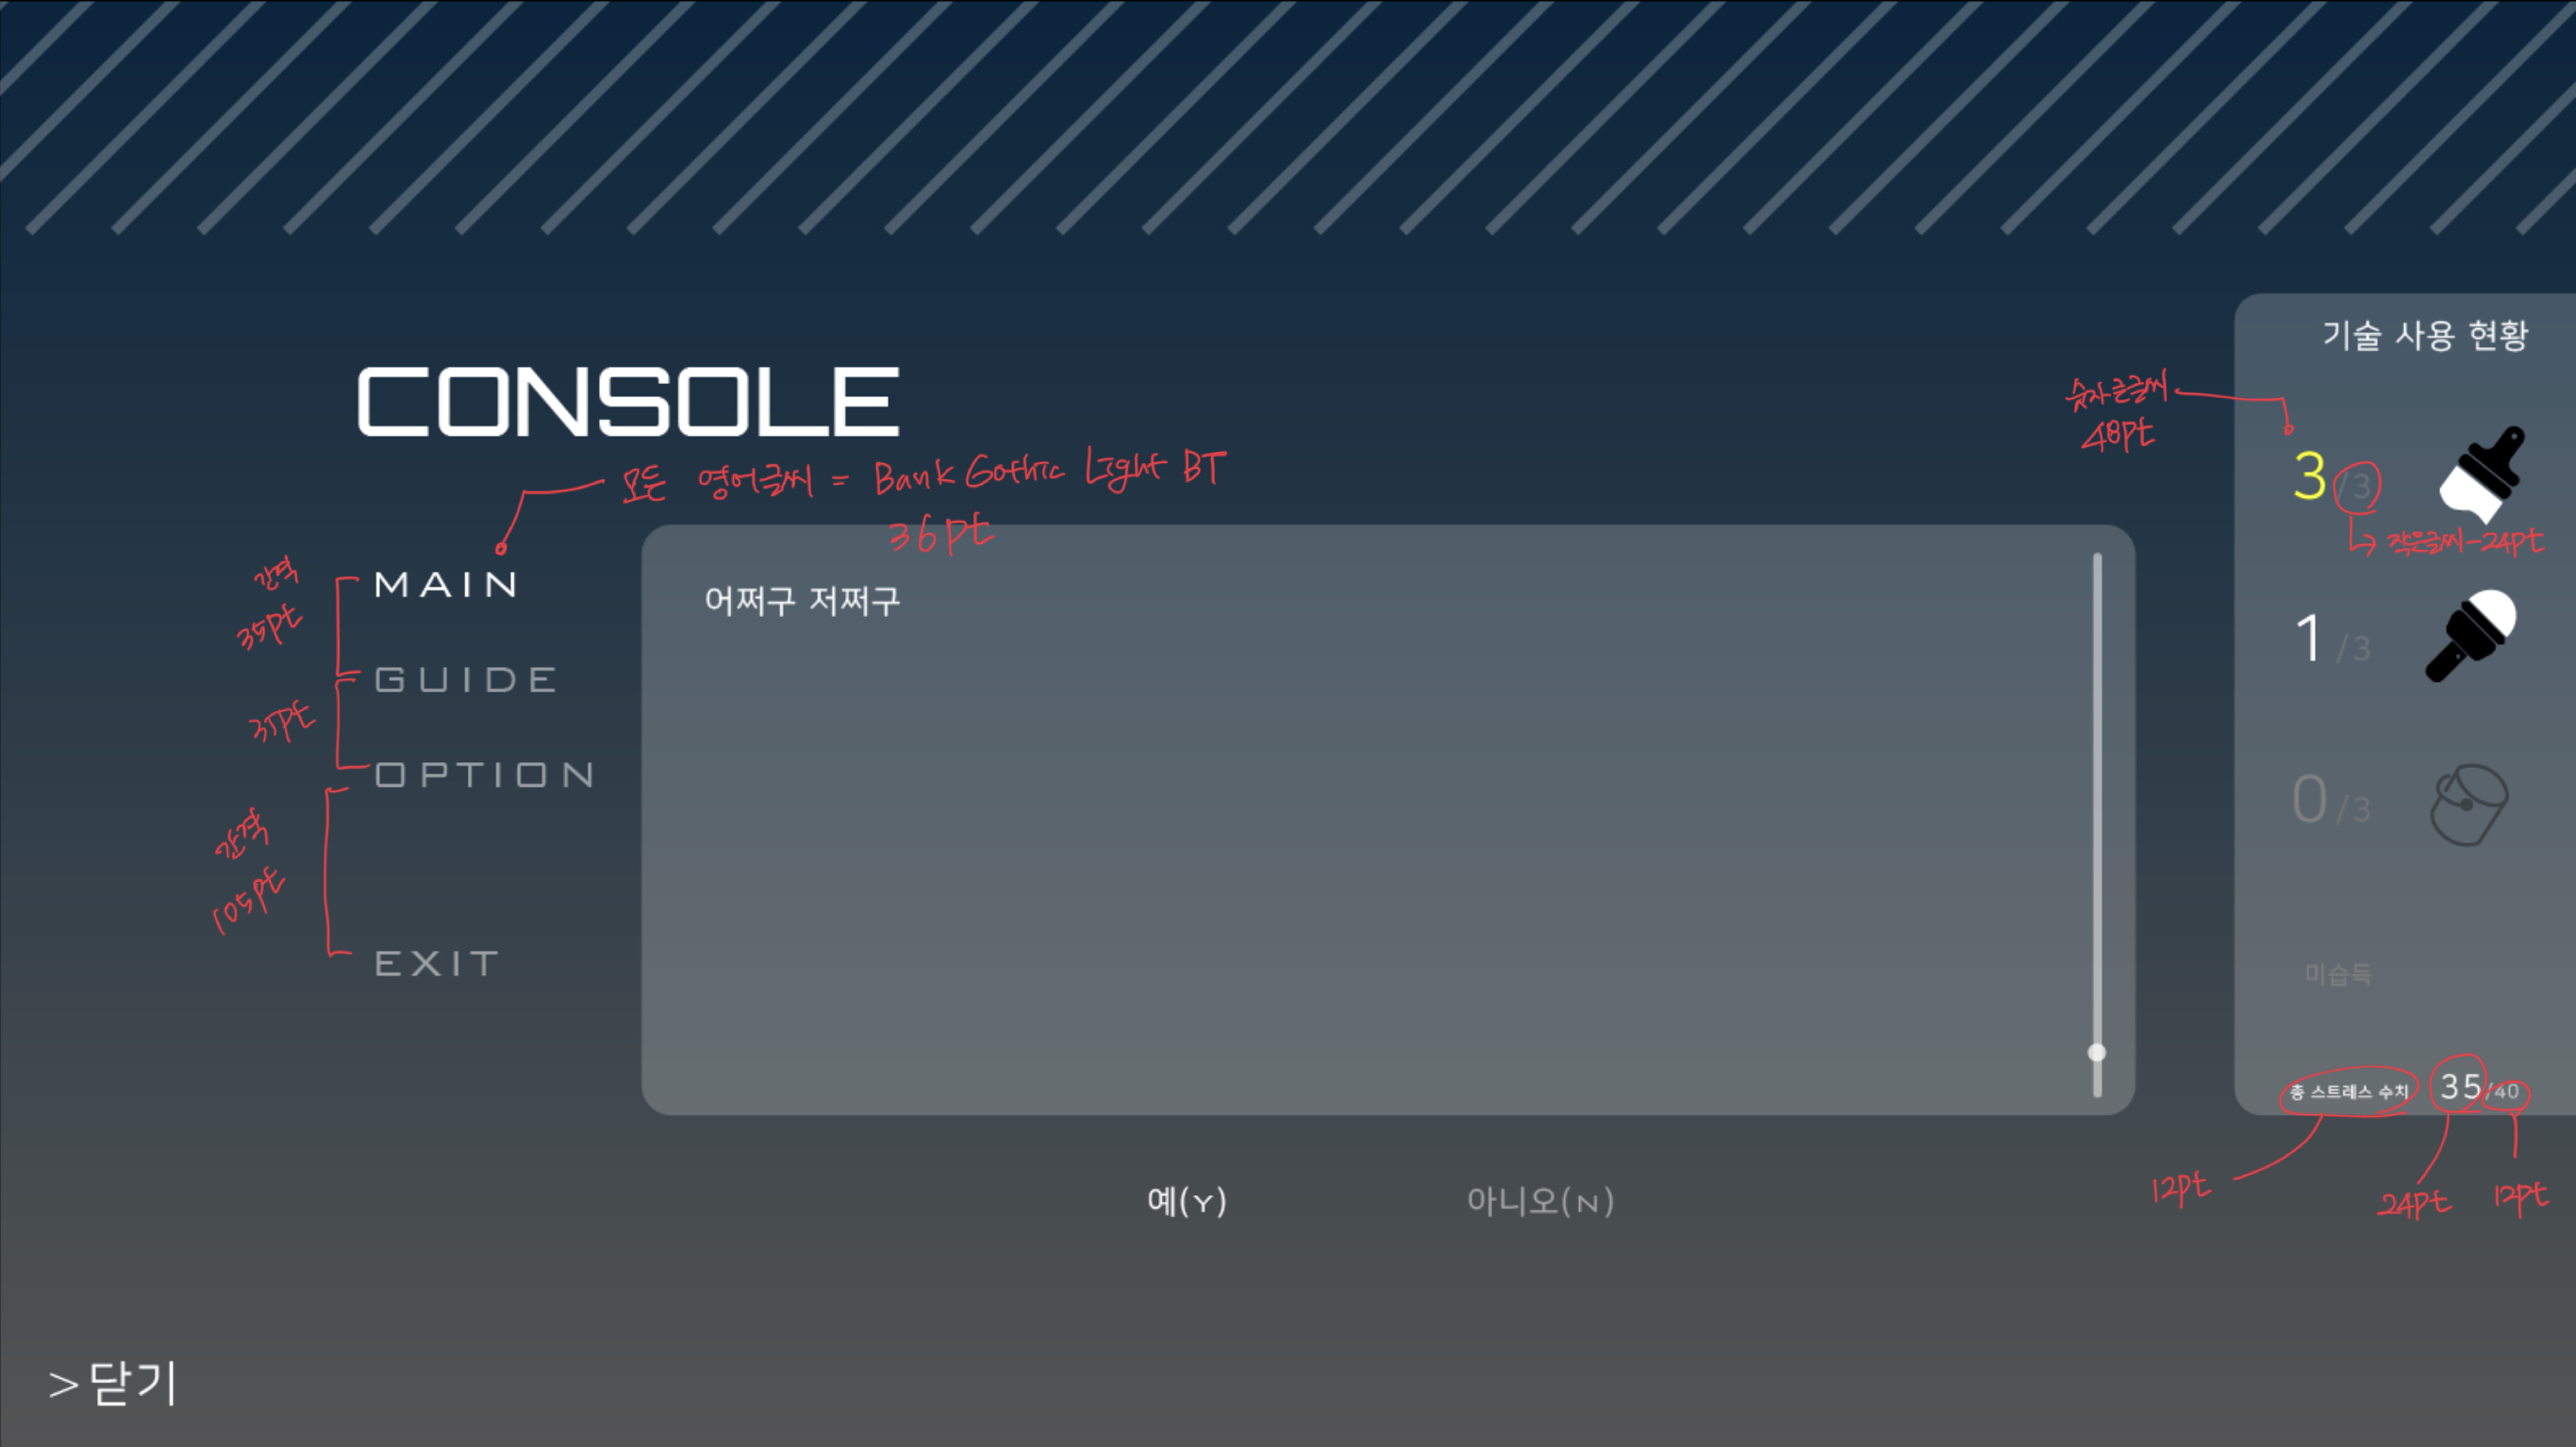 기술 사용 현황
CONSOLE
숫자 큰글씨
48pt
모든 영어글씨 = Bank Gothic Light BT
36pt
3/3
작은글씨-24pt
MAIN
간격
35pt
어쩌구 저쩌구
1/3
GUIDE
35pt
OPTION
0/3
간격
105pt
EXIT
미습득
총 스트레스 수치 35/40
12pt
24pt
12pt
예(Y)
아니오(N)
>닫기